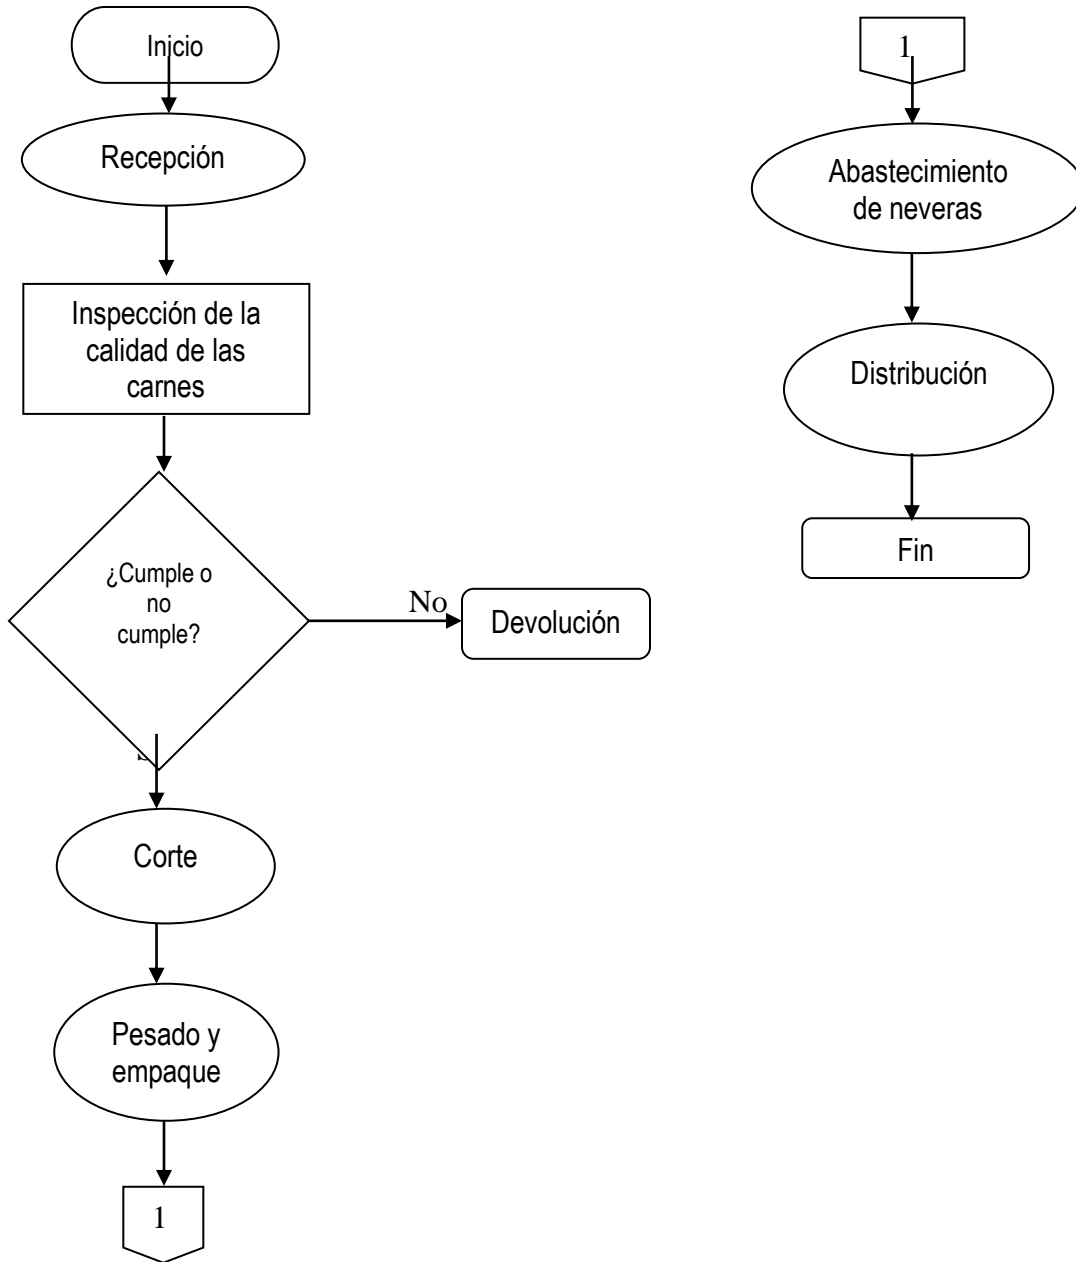 Inicio
Recepción
Inspección de la
calidad de las
carnes
¿Cumple o
no
cumple?
No
Devolución
Corte
Pesado y
empaque
1
1
Abastecimiento
de neveras
Distribución
Fin